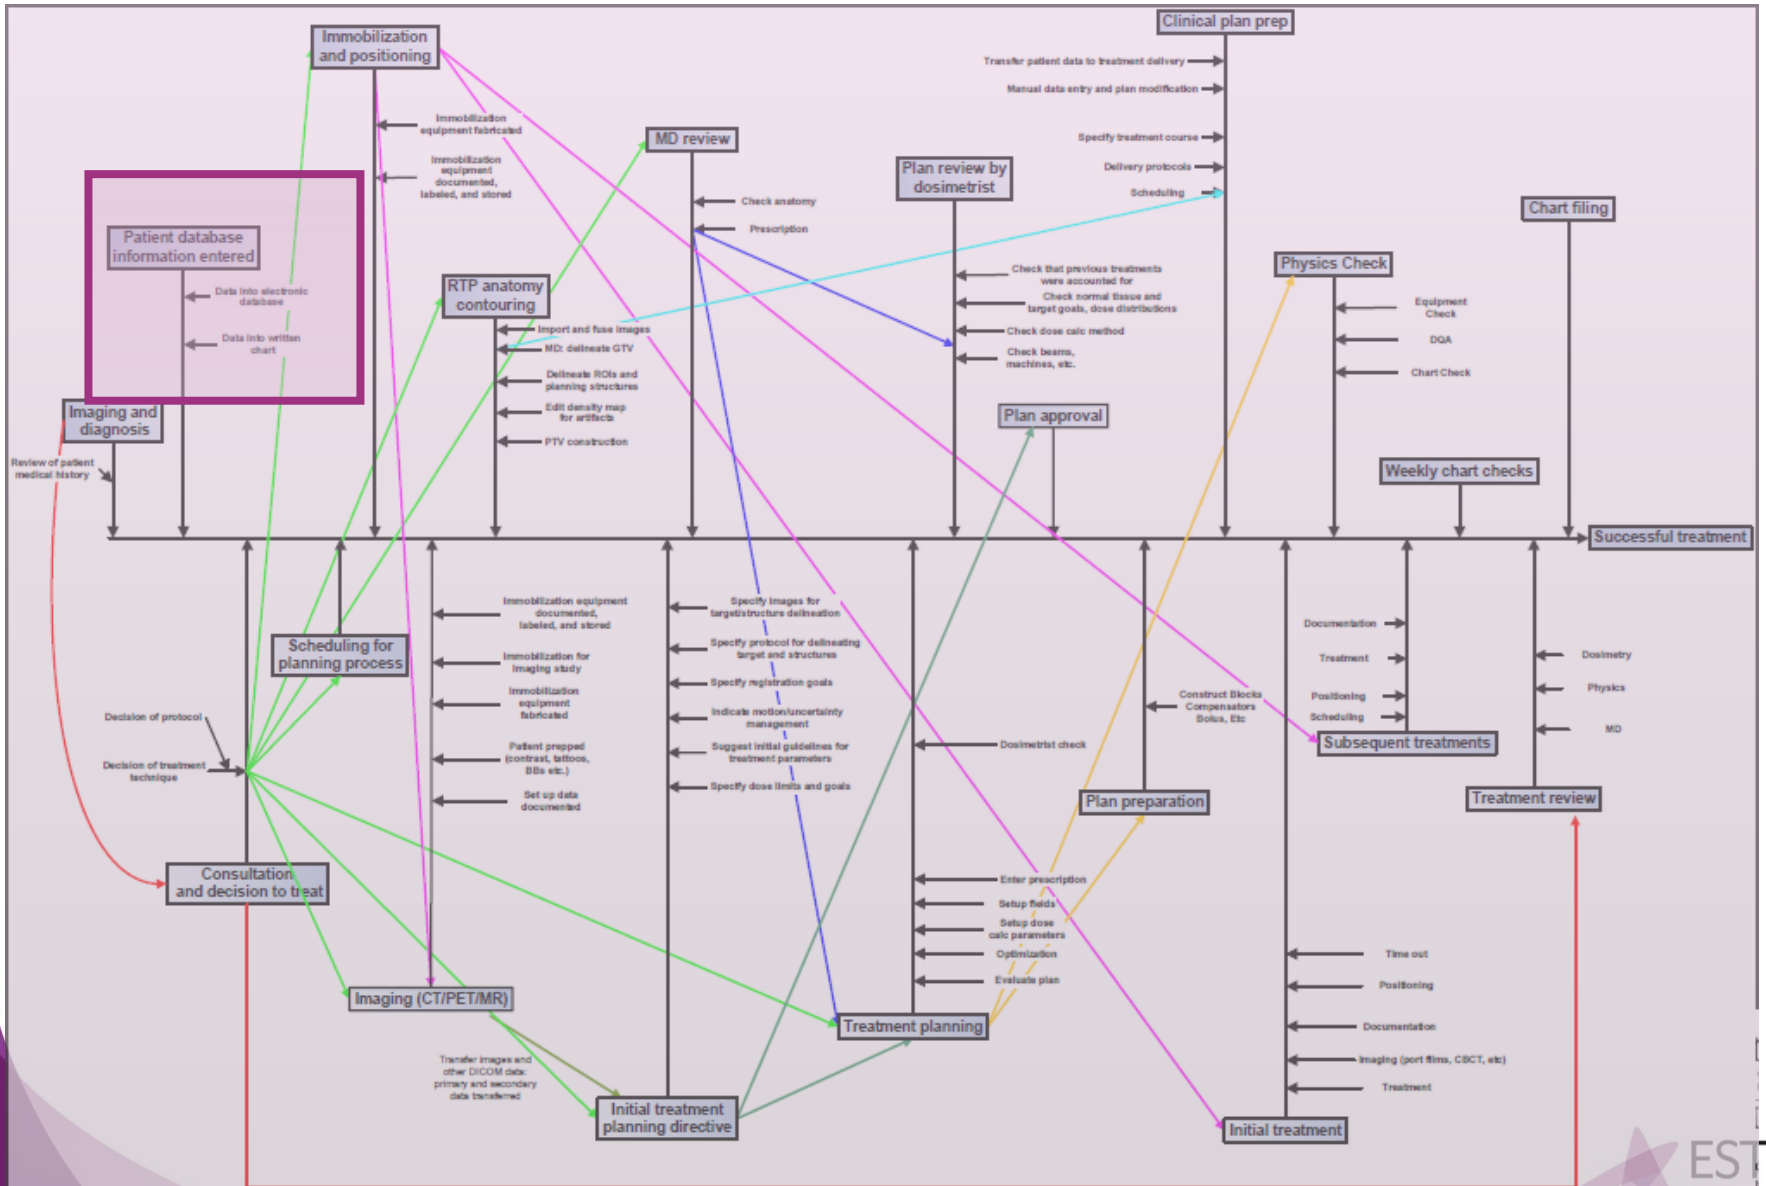 Clinical plan prep
Transfer patient data to treatment delivery
Manual data entry and plan modification
Specify treatment course
Delivery protocols
Scheduling
Immobilization
and positioning
Immobilization
equipment fabricated
Immobilization
equipment
documented,
labeled, and stored
MD review
Check anatomy
Prescription
Plan review by
dosimetrist
Check that previous treatments
were accounted for
Check normal tissue and
target goals, dose distributions
Check dose calc method
Check beams,
machines, etc.
Chart filing
Patient database
information entered
Data into electronic
database
Data into written
chart
RTP anatomy
contouring
Import and fuse images
MD: delineate GTV
Delineate ROIs and
planning structures
Edit density map
for artifacts
PTV construction
Physics Check
Equipment
Check
DQA
Chart Check
Imaging and
diagnosis
Review of patient
medical history
Plan approval
Weekly chart checks
Successful treatment
Scheduling for
planning process
Decision of protocol
Decision of treatment
technique
Consultation
and decision to treat
Immobilization equipment
documented,
labeled, and stored
Immobilization for
imaging study
Immobilization
equipment
fabricated
Patient prepped
(contrast, tattoos,
BBs etc.)
Set up data
documented
Imaging (CT/PET/MR)
Transfer images and
other DICOM data:
primary and secondary
data transferred
Specify images for
target/structure delineation
Specify protocol for delineating
target and structures
Specify registration goals
Indicate motion/uncertainty
management
Suggest initial guidelines for
treatment parameters
Specify dose limits and goals
Initial treatment
planning directive
Dosimetrist check
Enter prescription
Setup fields
Setup dose
calc parameters
Optimization
Evaluate plan
Treatment planning
Construct Blocks
Compensators
Bolus, Etc
Plan preparation
Time out
Positioning
Documentation
Imaging (port films, CBCT, etc)
Treatment
Initial treatment
Documentation
Treatment
Positioning
Scheduling
Subsequent treatments
Dosimetry
Physics
MD
Treatment review
EST